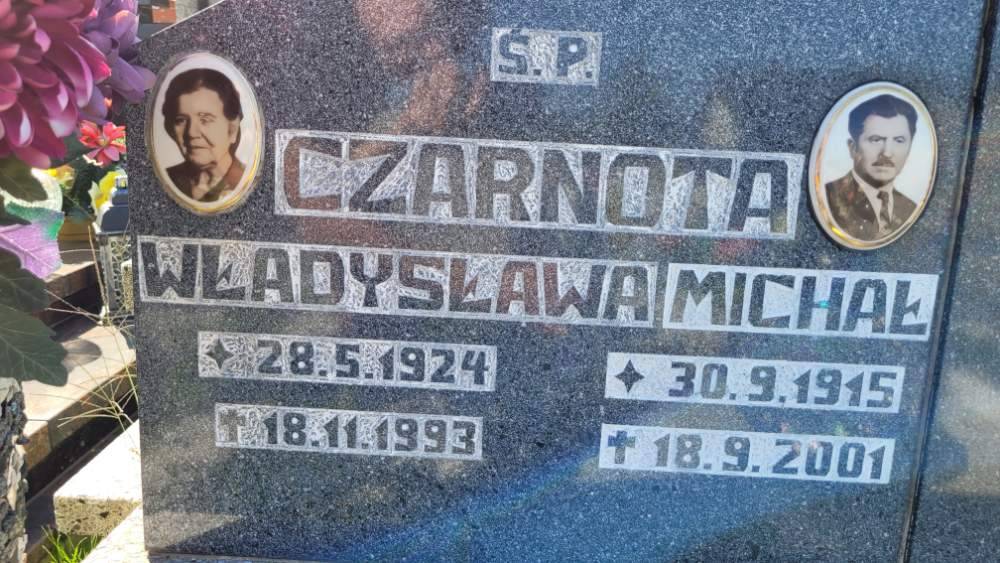 Ś.P.
CZARNOTA
WŁADYSŁAWA MICHAŁ
✦ 28.5.1924 ✦ 30.9.1915
✝ 18.11.1993 ✝ 18.9.2001